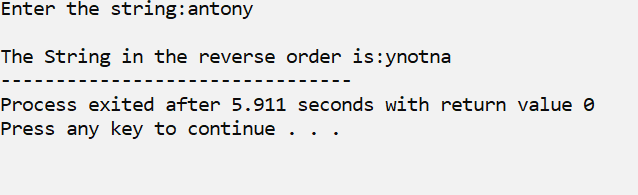 Enter the string:antony
The String in the reverse order is:ynotna
--------------------------------
Process exited after 5.911 seconds with return value 0
Press any key to continue . . .